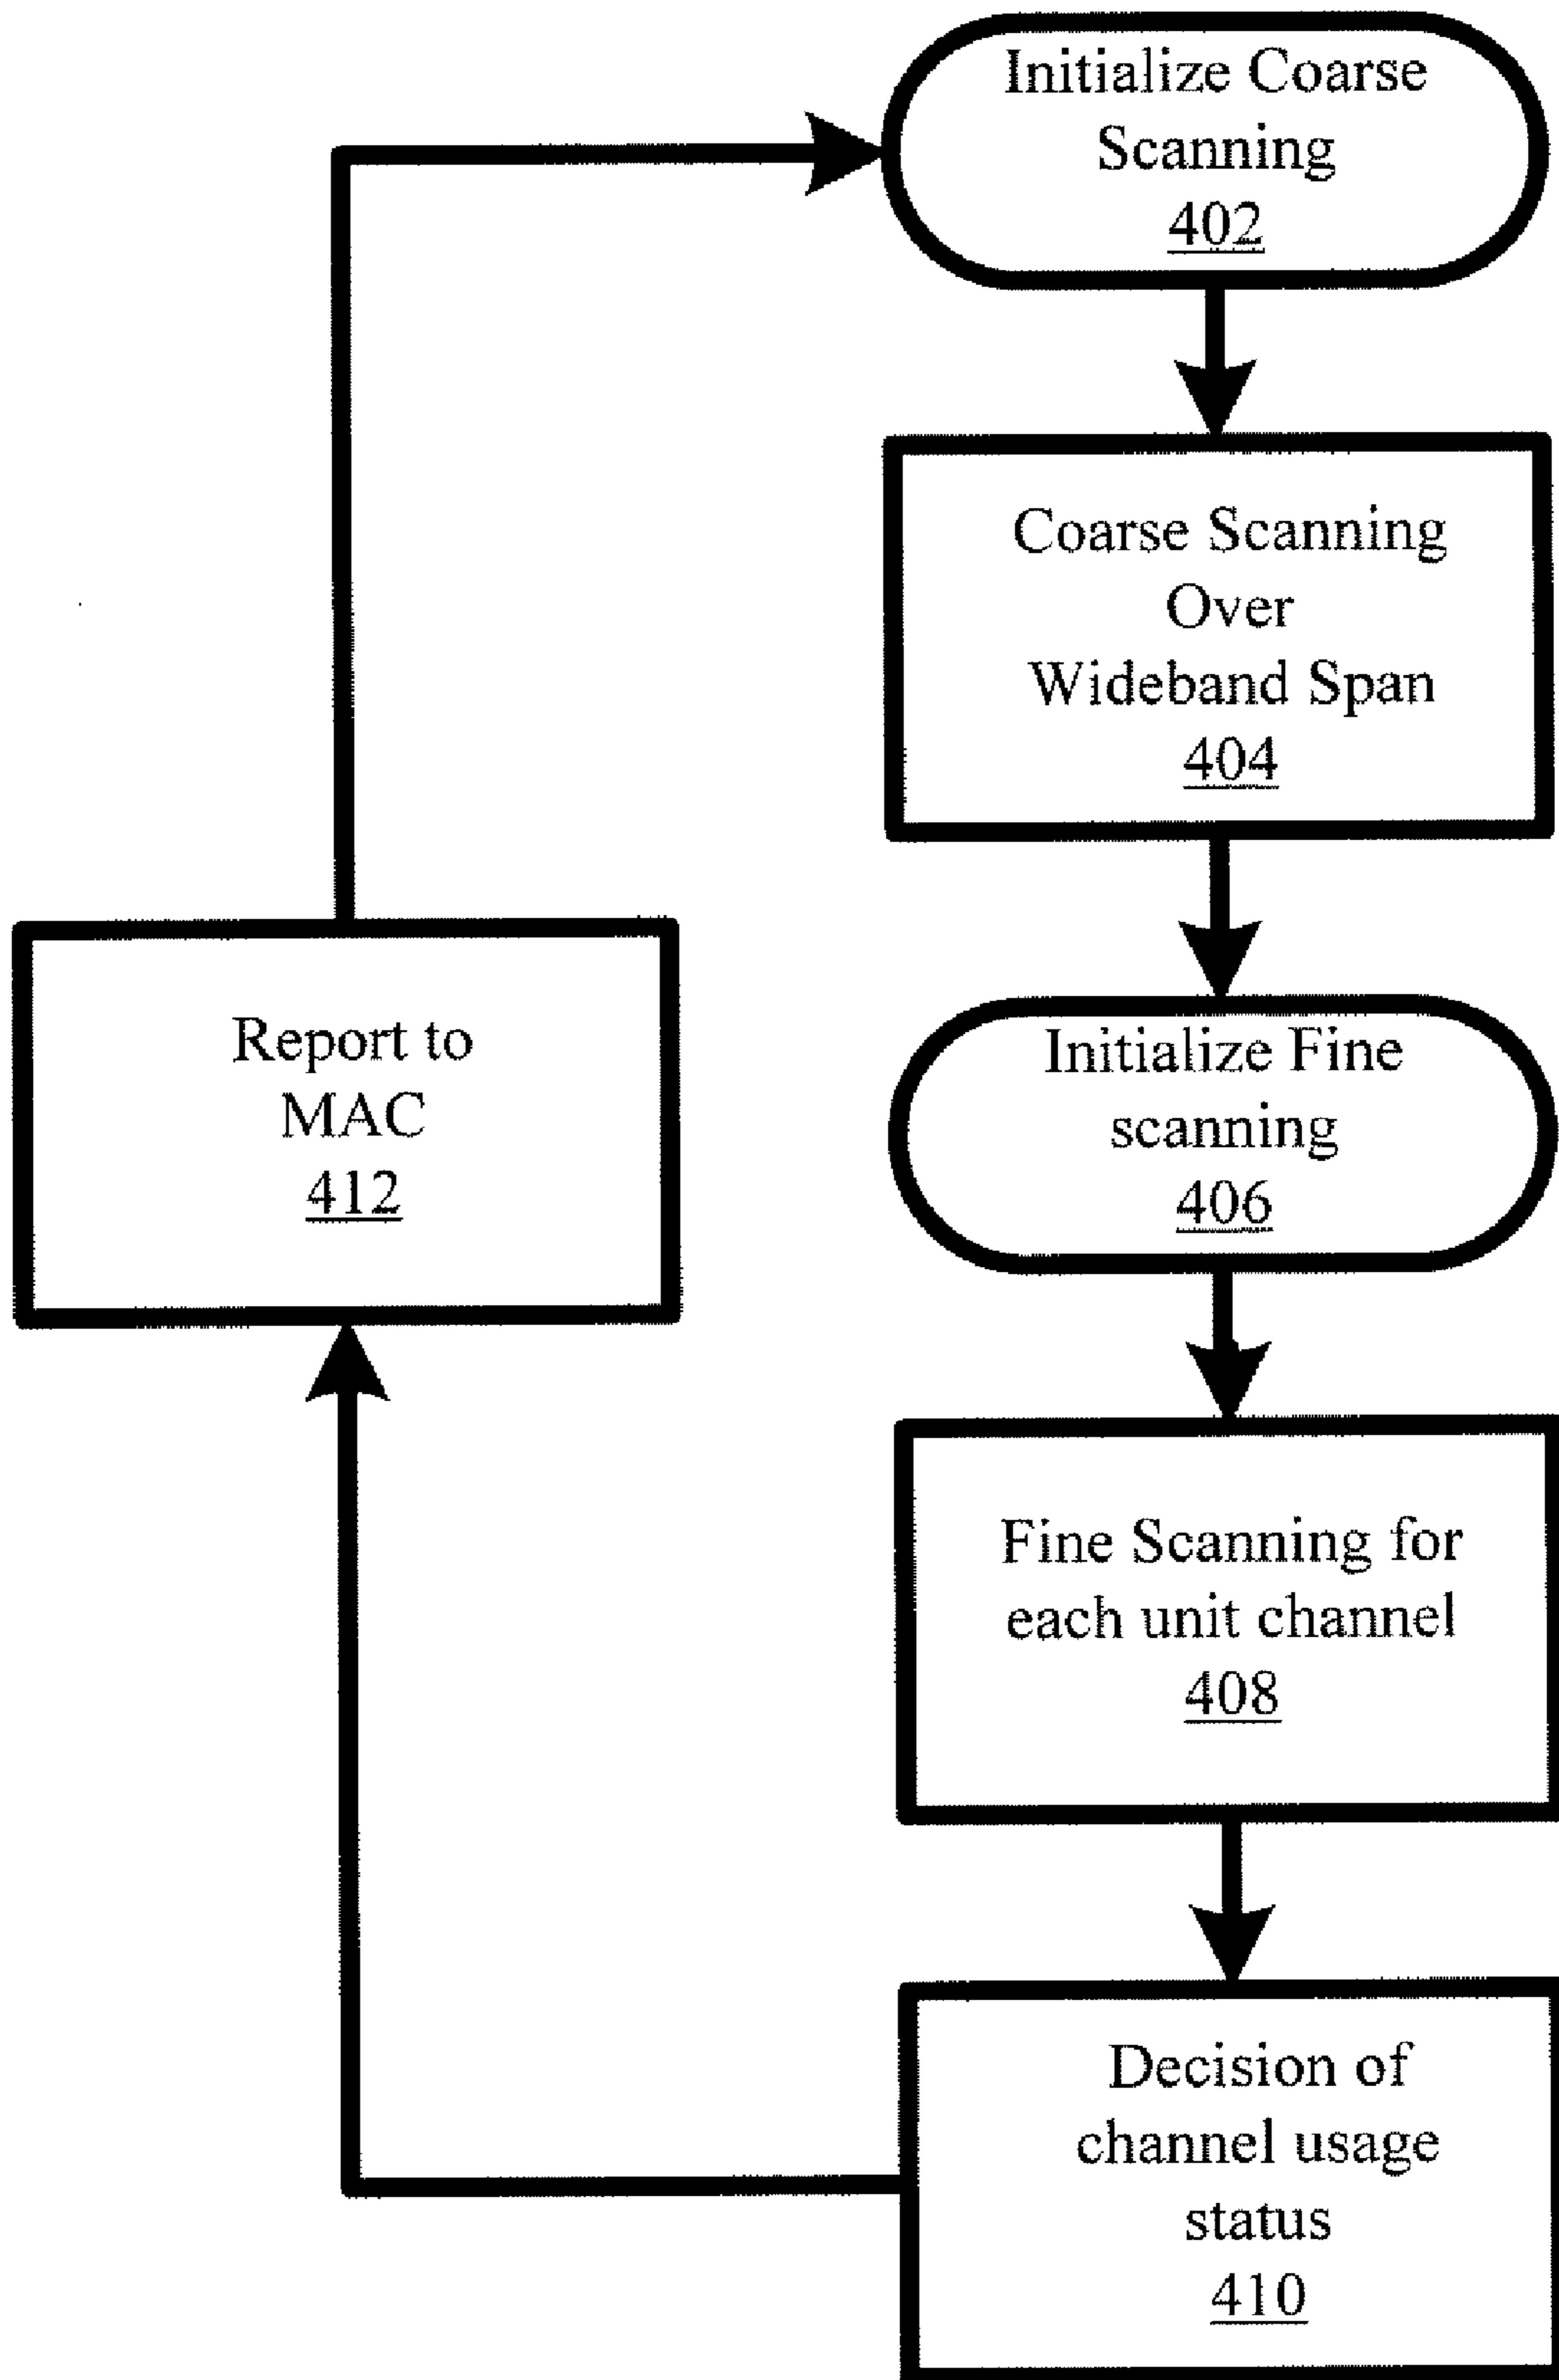 Initialize Coarse
Scanning
402
Coarse Scanning
Over
Wideband Span
404
Report to
MAC
412
Initialize Fine
scanning
406
Fine Scanning for
each unit channel
408
Decision of
channel usage
status
410